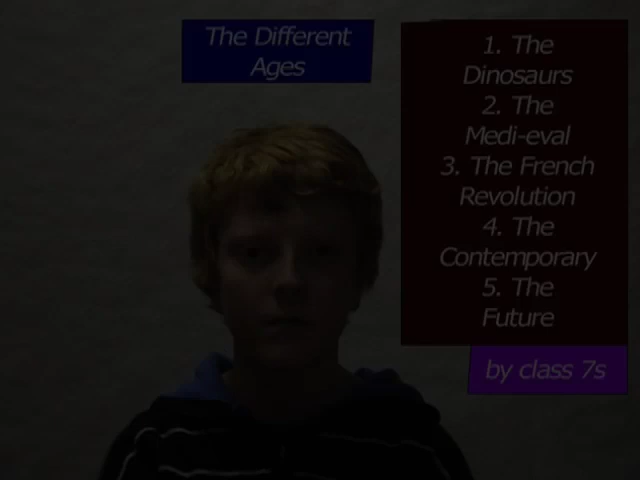 The Different
Ages
1. The
Dinosaurs
2. The
Medi-eval
3. The French
Revolution
4. The
Contemporary
5. The
Future
by class 7s